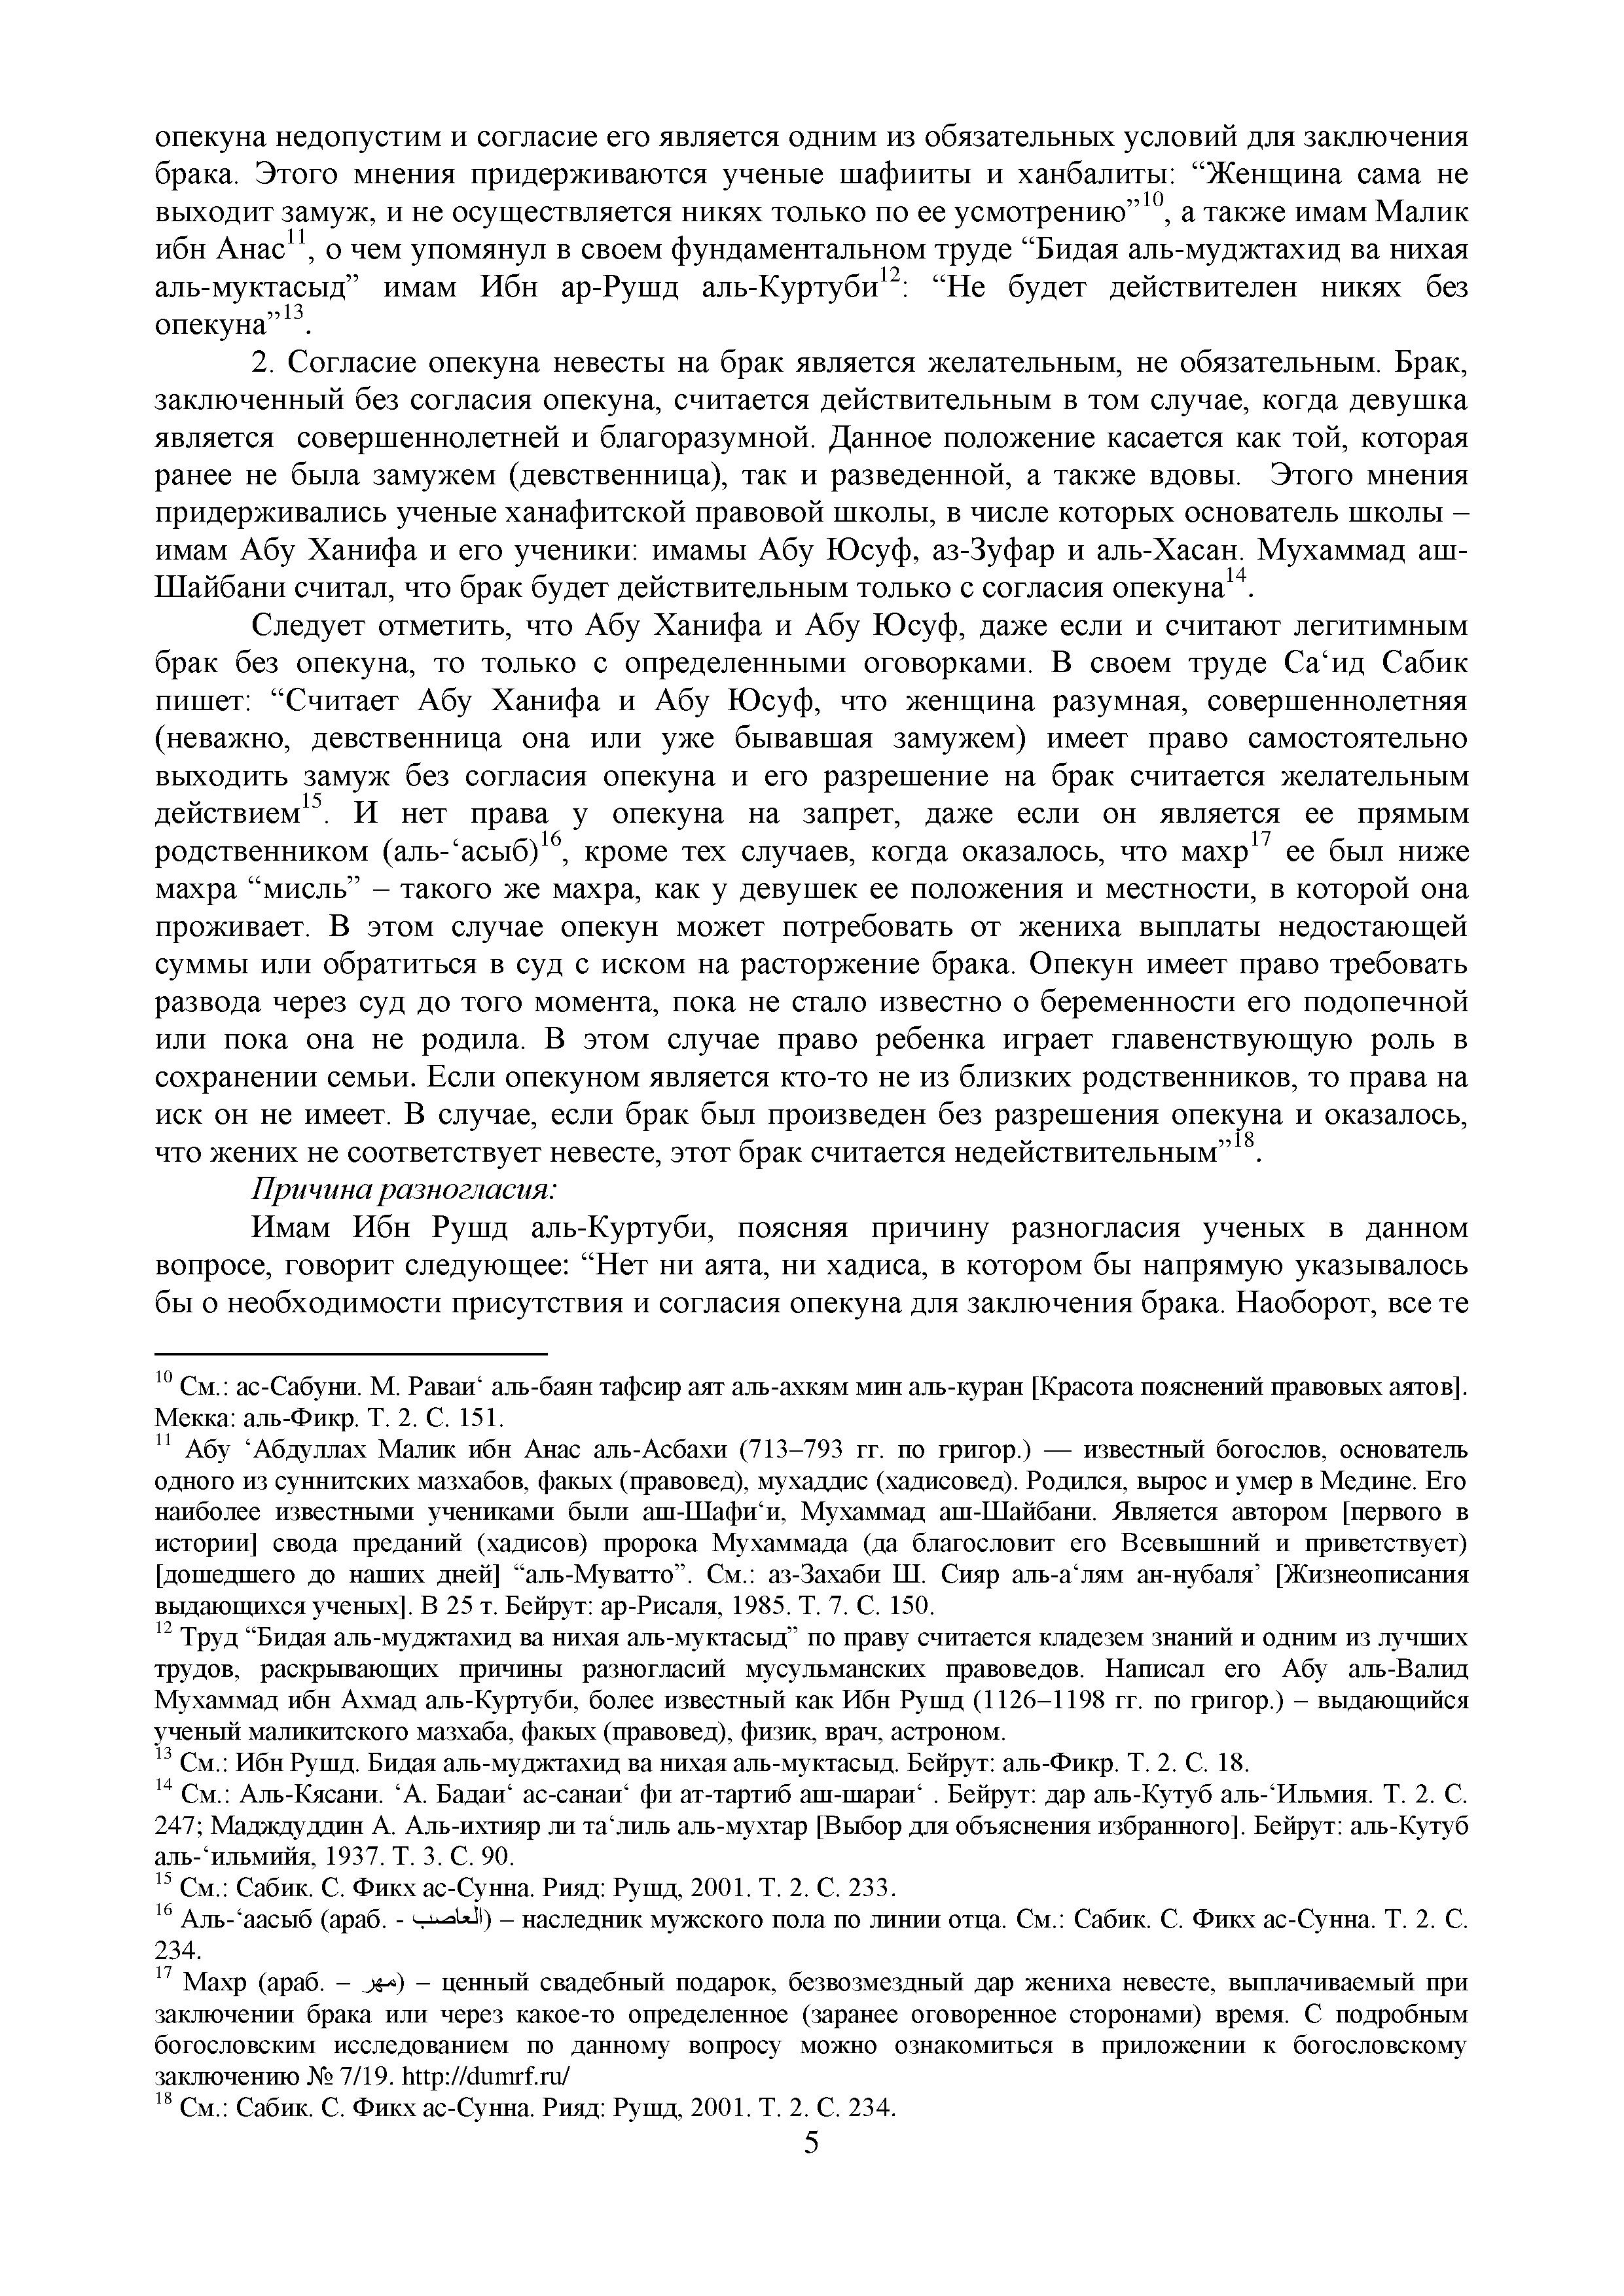 опекуна недопустим и согласие его является одним из обязательных условий для заключения
брака. Этого мнения придерживаются ученые шафииты и ханбалиты: “Женщина сама не
выходит замуж, и не осуществляется никях только по ее усмотрению”10, а также имам Малик
ибн Анас11, о чем упомянул в своем фундаментальном труде “Бидая аль-муджтахид ва нихая
аль-муктасыд” имам Ибн ар-Рушд аль-Куртуби12: “Не будет действителен никях без
опекуна”13.
2. Согласие опекуна невесты на брак является желательным, не обязательным. Брак,
заключенный без согласия опекуна, считается действительным в том случае, когда девушка
является совершеннолетней и благоразумной. Данное положение касается как той, которая
ранее не была замужем (девственница), так и разведенной, а также вдовы. Этого мнения
придерживались ученые ханафитской правовой школы, в числе которых основатель школы –
имам Абу Ханифа и его ученики: имамы Абу Юсуф, аз-Зуфар и аль-Хасан. Мухаммад аш-
Шайбани считал, что брак будет действительным только с согласия опекуна14.
Следует отметить, что Абу Ханифа и Абу Юсуф, даже если и считают легитимным
брак без опекуна, то только с определенными оговорками. В своем труде Са‘ид Сабик
пишет: “Считает Абу Ханифа и Абу Юсуф, что женщина разумная, совершеннолетняя
(неважно, девственница она или уже бывавшая замужем) имеет право самостоятельно
выходить замуж без согласия опекуна и его разрешение на брак считается желательным
действием15. И нет права у опекуна на запрет, даже если он является ее прямым
родственником (аль-‘асыб)16, кроме тех случаев, когда оказалось, что махр17 ее был ниже
махра “мисль” – такого же махра, как у девушек ее положения и местности, в которой она
проживает. В этом случае опекун может потребовать от жениха выплаты недостающей
суммы или обратиться в суд с иском на расторжение брака. Опекун имеет право требовать
развода через суд до того момента, пока не стало известно о беременности его подопечной
или пока она не родила. В этом случае право ребенка играет главенствующую роль в
сохранении семьи. Если опекуном является кто-то не из близких родственников, то права на
иск он не имеет. В случае, если брак был произведен без разрешения опекуна и оказалось,
что жених не соответствует невесте, этот брак считается недействительным”18.
Причина разногласия:
Имам Ибн Рушд аль-Куртуби, поясняя причину разногласия ученых в данном
вопросе, говорит следующее: “Нет ни аята, ни хадиса, в котором бы напрямую указывалось
бы о необходимости присутствия и согласия опекуна для заключения брака. Наоборот, все те
10 См.: ас-Сабуни. М. Раваи‘ аль-баян тафсир аят аль-ахкям мин аль-куран [Красота пояснений правовых аятов].
Мекка: аль-Фикр. Т. 2. С. 151.
11 Абу ‘Абдуллах Малик ибн Анас аль-Асбахи (713–793 гг. по григор.) — известный богослов, основатель
одного из суннитских мазхабов, факых (правовед), мухаддис (хадисовед). Родился, вырос и умер в Медине. Его
наиболее известными учениками были аш-Шафи‘и, Мухаммад аш-Шайбани. Является автором [первого в
истории] свода преданий (хадисов) пророка Мухаммада (да благословит его Всевышний и приветствует)
[дошедшего до наших дней] “аль-Муватто”. См.: аз-Захаби Ш. Сияр аль-а‘лям ан-нубаля’ [Жизнеописания
выдающихся ученых]. В 25 т. Бейрут: ар-Рисаля, 1985. Т. 7. С. 150.
12 Труд “Бидая аль-муджтахид ва нихая аль-муктасыд” по праву считается кладезем знаний и одним из лучших
трудов, раскрывающих причины разногласий мусульманских правоведов. Написал его Абу аль-Валид
Мухаммад ибн Ахмад аль-Куртуби, более известный как Ибн Рушд (1126–1198 гг. по григор.) – выдающийся
ученый маликитского мазхаба, факых (правовед), физик, врач, астроном.
13 См.: Ибн Рушд. Бидая аль-муджтахид ва нихая аль-муктасыд. Бейрут: аль-Фикр. Т. 2. С. 18.
14 См.: Аль-Кясани. ‘А. Бадаи‘ ас-санаи‘ фи ат-тартиб аш-шараи‘ . Бейрут: дар аль-Кутуб аль-‘Ильмия. Т. 2. С.
247; Мадждуддин А. Аль-ихтияр ли та‘лиль аль-мухтар [Выбор для объяснения избранного]. Бейрут: аль-Кутуб
аль-‘ильмийя, 1937. Т. 3. С. 90.
15 См.: Сабик. С. Фикх ас-Сунна. Рияд: Рушд, 2001. Т. 2. С. 233.
16 Аль-‘аасыб (араб. - العاصب) – наследник мужского пола по линии отца. См.: Сабик. С. Фикх ас-Сунна. Т. 2. С.
234.
17 Махр (араб. – مهر) – ценный свадебный подарок, безвозмездный дар жениха невесте, выплачиваемый при
заключении брака или через какое-то определенное (заранее оговоренное сторонами) время. С подробным
богословским исследованием по данному вопросу можно ознакомиться в приложении к богословскому
заключению № 7/19. http://dumrf.ru/
18 См.: Сабик. С. Фикх ас-Сунна. Рияд: Рушд, 2001. Т. 2. С. 234.
5